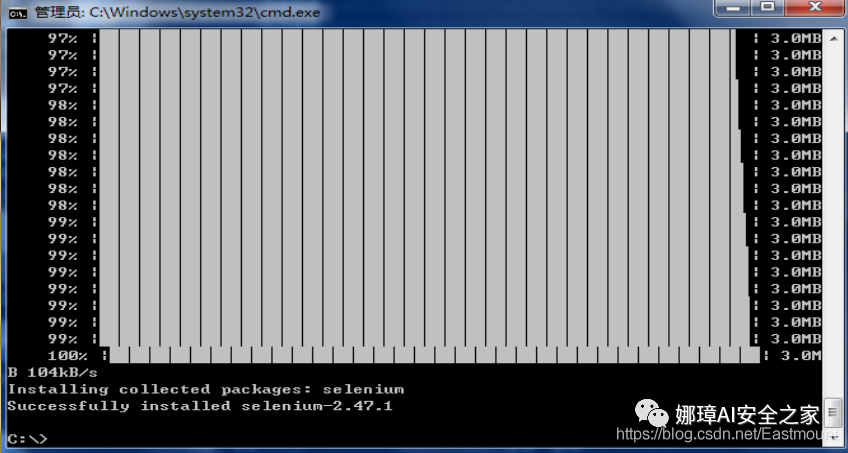 管理员: C:\Windows\system32\cmd.exe
97% | 3.0MB
97% | 3.0MB
97% | 3.0MB
97% | 3.0MB
98% | 3.0MB
98% | 3.0MB
98% | 3.0MB
98% | 3.0MB
98% | 3.0MB
98% | 3.0MB
98% | 3.0MB
99% | 3.0MB
99% | 3.0MB
99% | 3.0MB
99% | 3.0MB
99% | 3.0MB
99% | 3.0MB
99% | 3.0MB
99% | 3.0MB
100% | 3.0M
B 104kB/s
Installing collected packages: selenium
Successfully installed selenium-2.47.1
C:\>
娜璋AI安全之家
https://blog.csdn.net/Eastmount